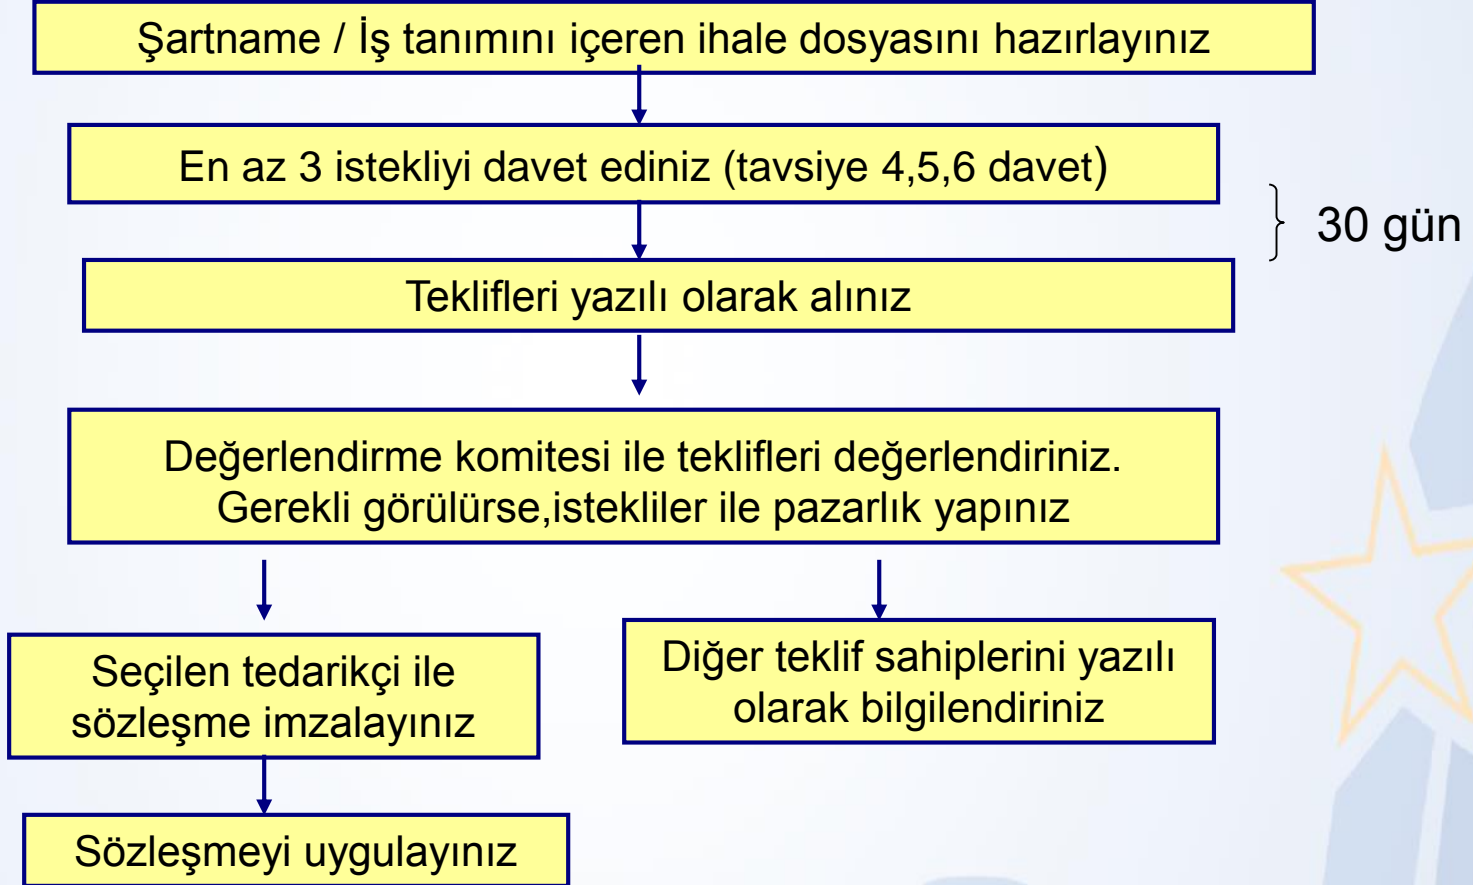 Şartname / İş tanımını içeren ihale dosyasını hazırlayınız
En az 3 istekliyi davet ediniz (tavsiye 4,5,6 davet)
30 gün
Teklifleri yazılı olarak alınız
Değerlendirme komitesi ile teklifleri değerlendiriniz.
Gerekli görülürse,istekliler ile pazarlık yapınız
Seçilen tedarikçi ile
sözleşme imzalayınız
Diğer teklif sahiplerini yazılı
olarak bilgilendiriniz
Sözleşmeyi uygulayınız